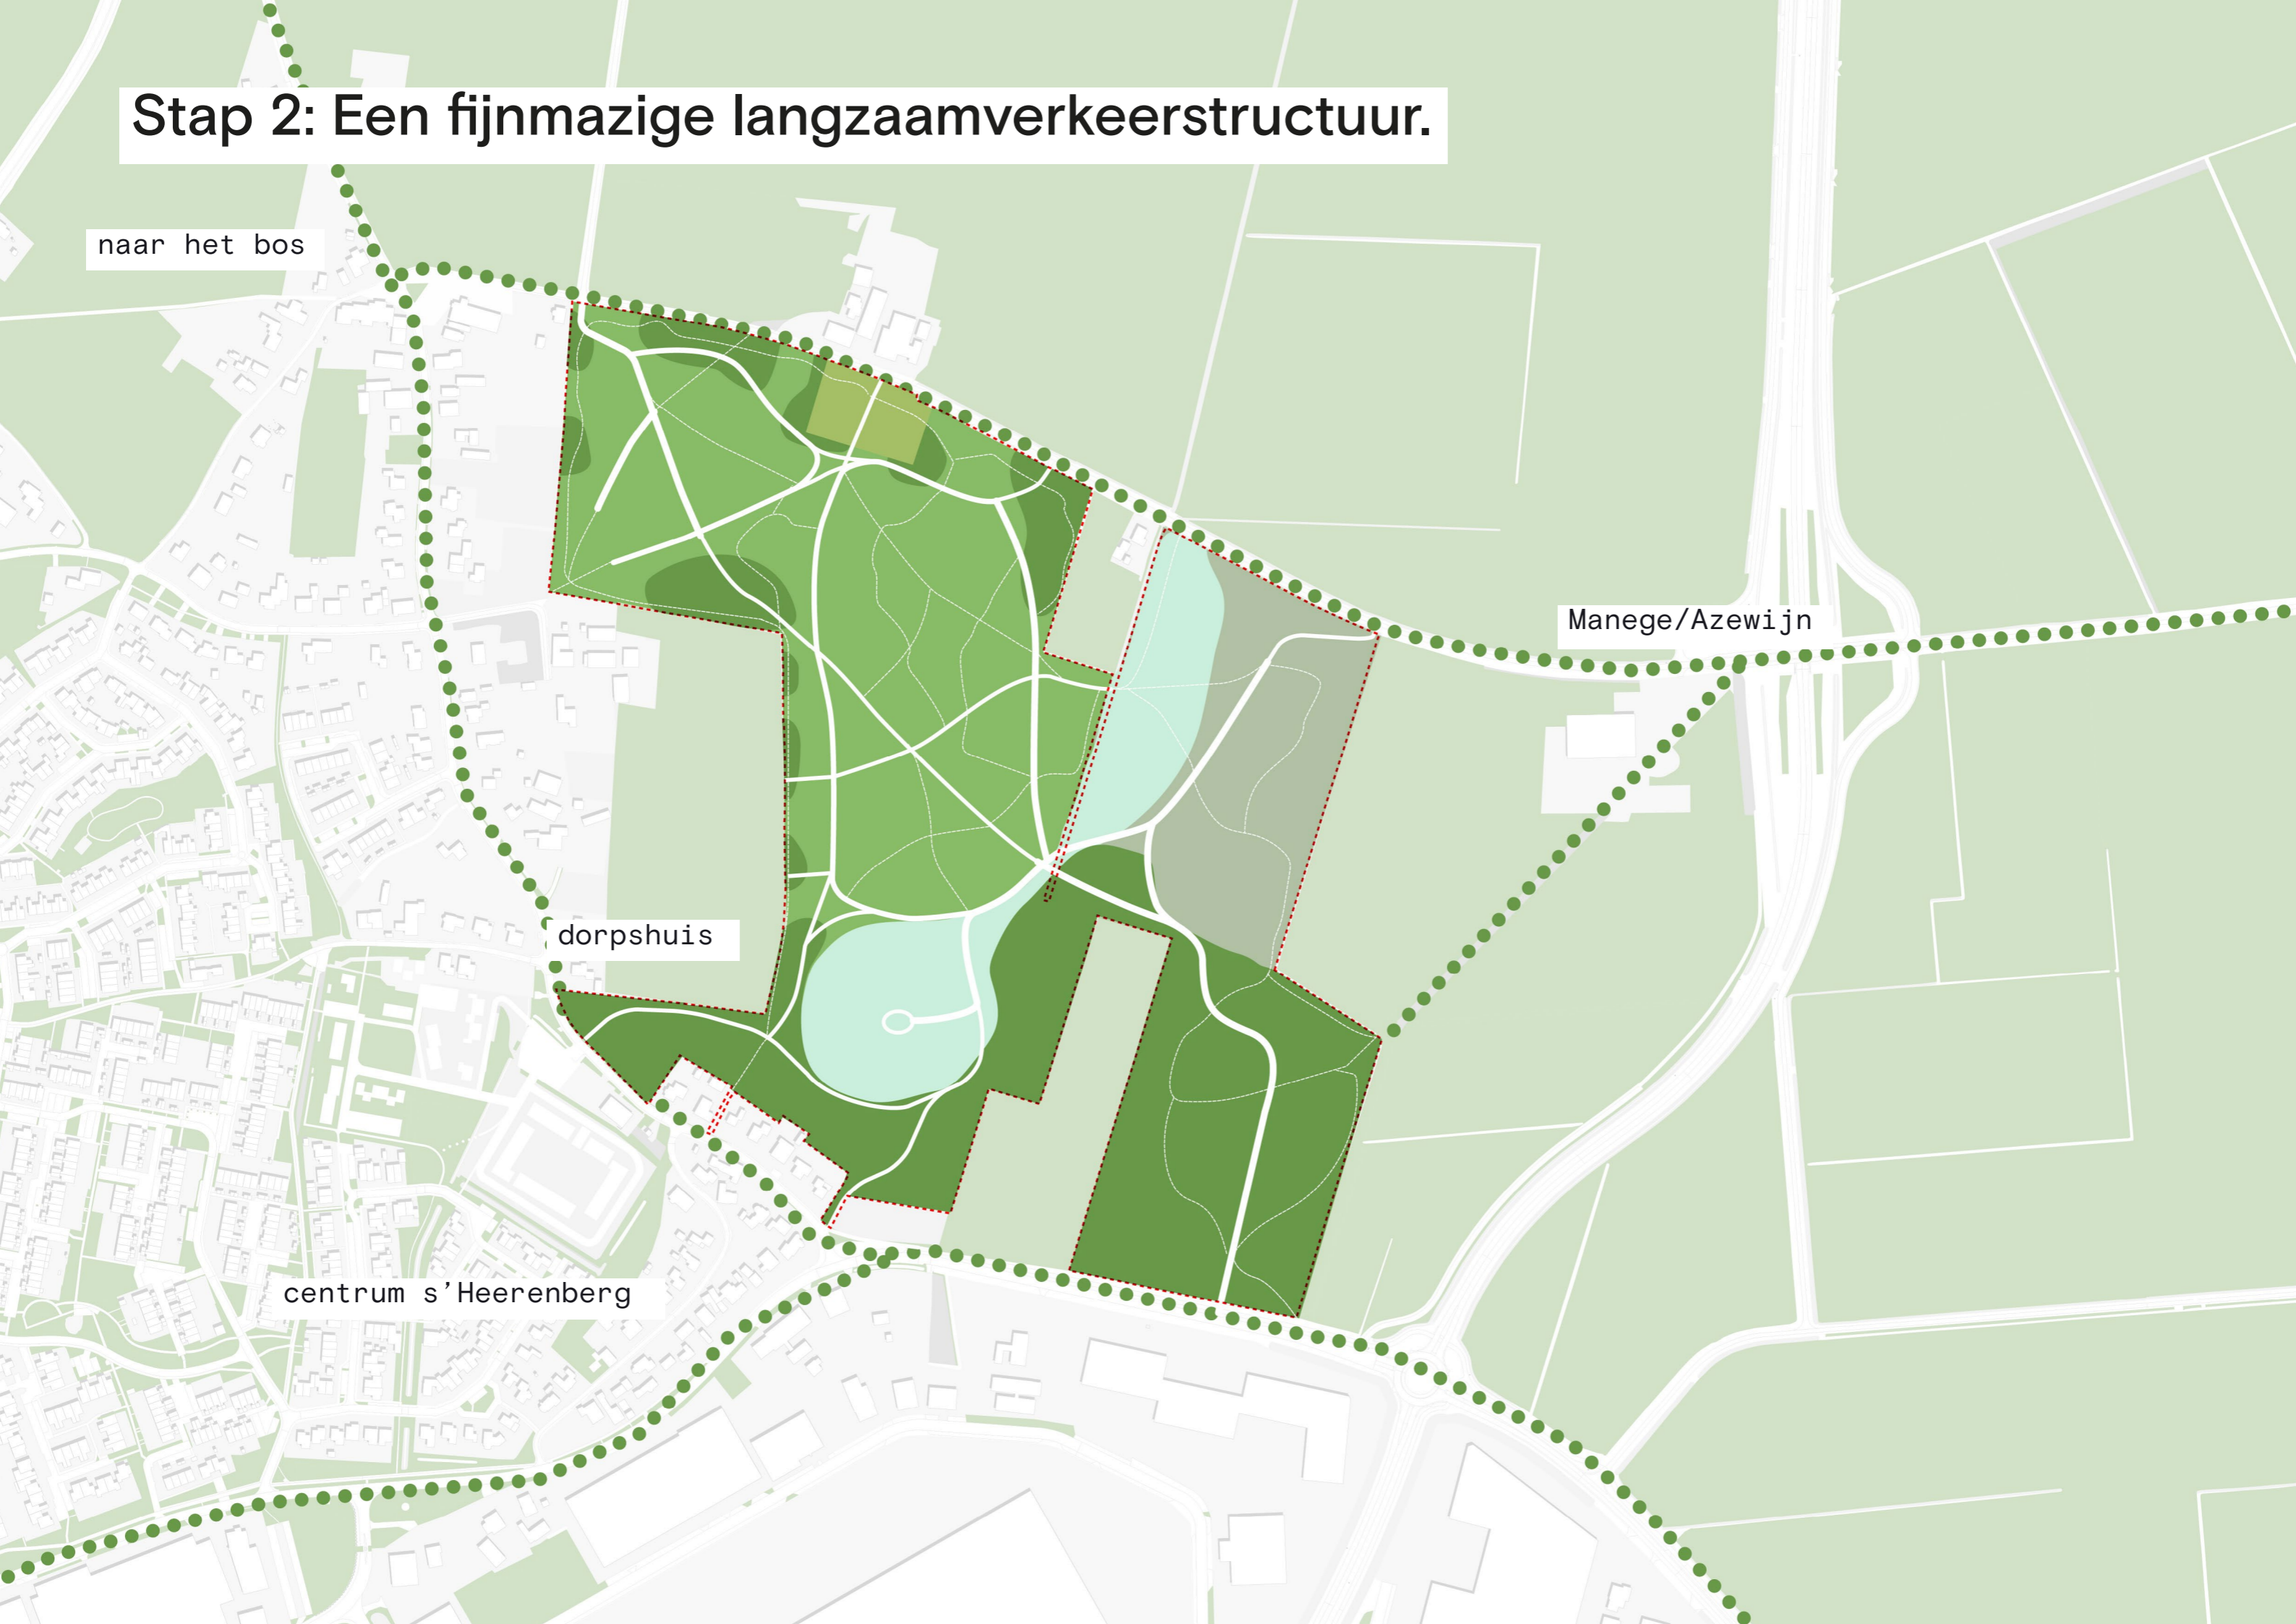 Stap 2: Een fijnmazige langzaamverkeerstructuur.
naar het bos
Manege/Azewijn
dorpshuis
centrum s’Heerenberg